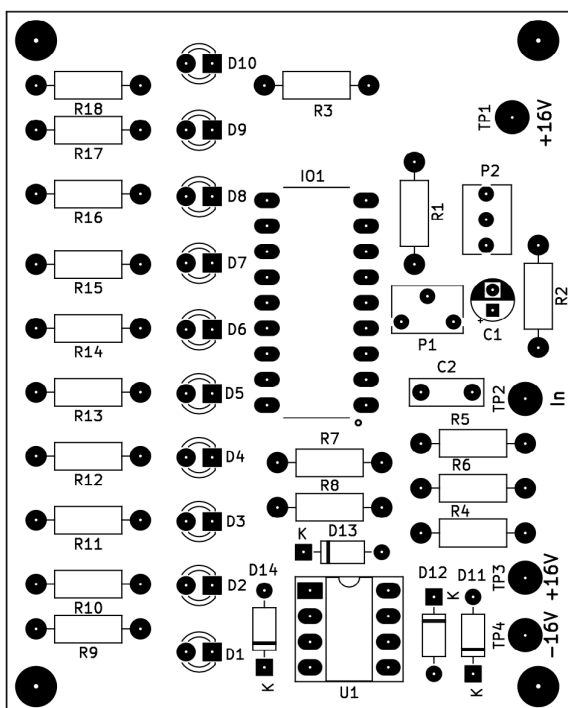 D10
R18
R3
TP1
+16V
D9
R17
P2
IO1
D8
R16
R1
D7
R15
R2
D6
R14
P1
+
C1
C2
D5
R13
TP2
In
R5
D4
R12
R7
R6
R8
D3
R11
R4
K
D13
D14
D12
K
D11
TP3
+16V
D2
R10
R9
TP4
-16V
D1
K
U1
K